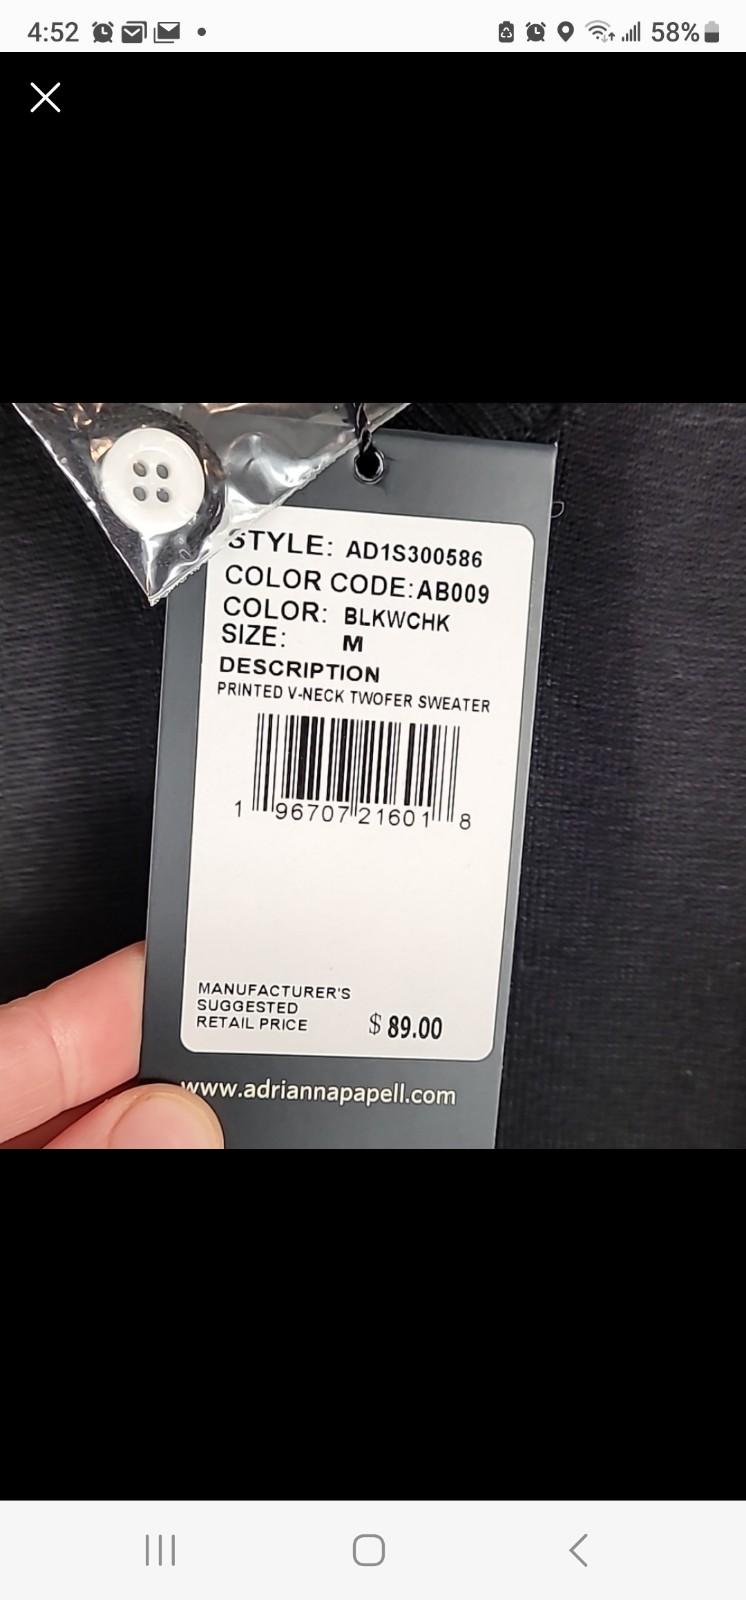 4:52
58%
STYLE: AD1S300586
COLOR CODE: AB009
COLOR: BLKWCHK
SIZE: M
DESCRIPTION
PRINTED V-NECK TWOFER SWEATER
1 96707 21601 8
MANUFACTURER'S
SUGGESTED
RETAIL PRICE $ 89.00
www.adriannapapell.com